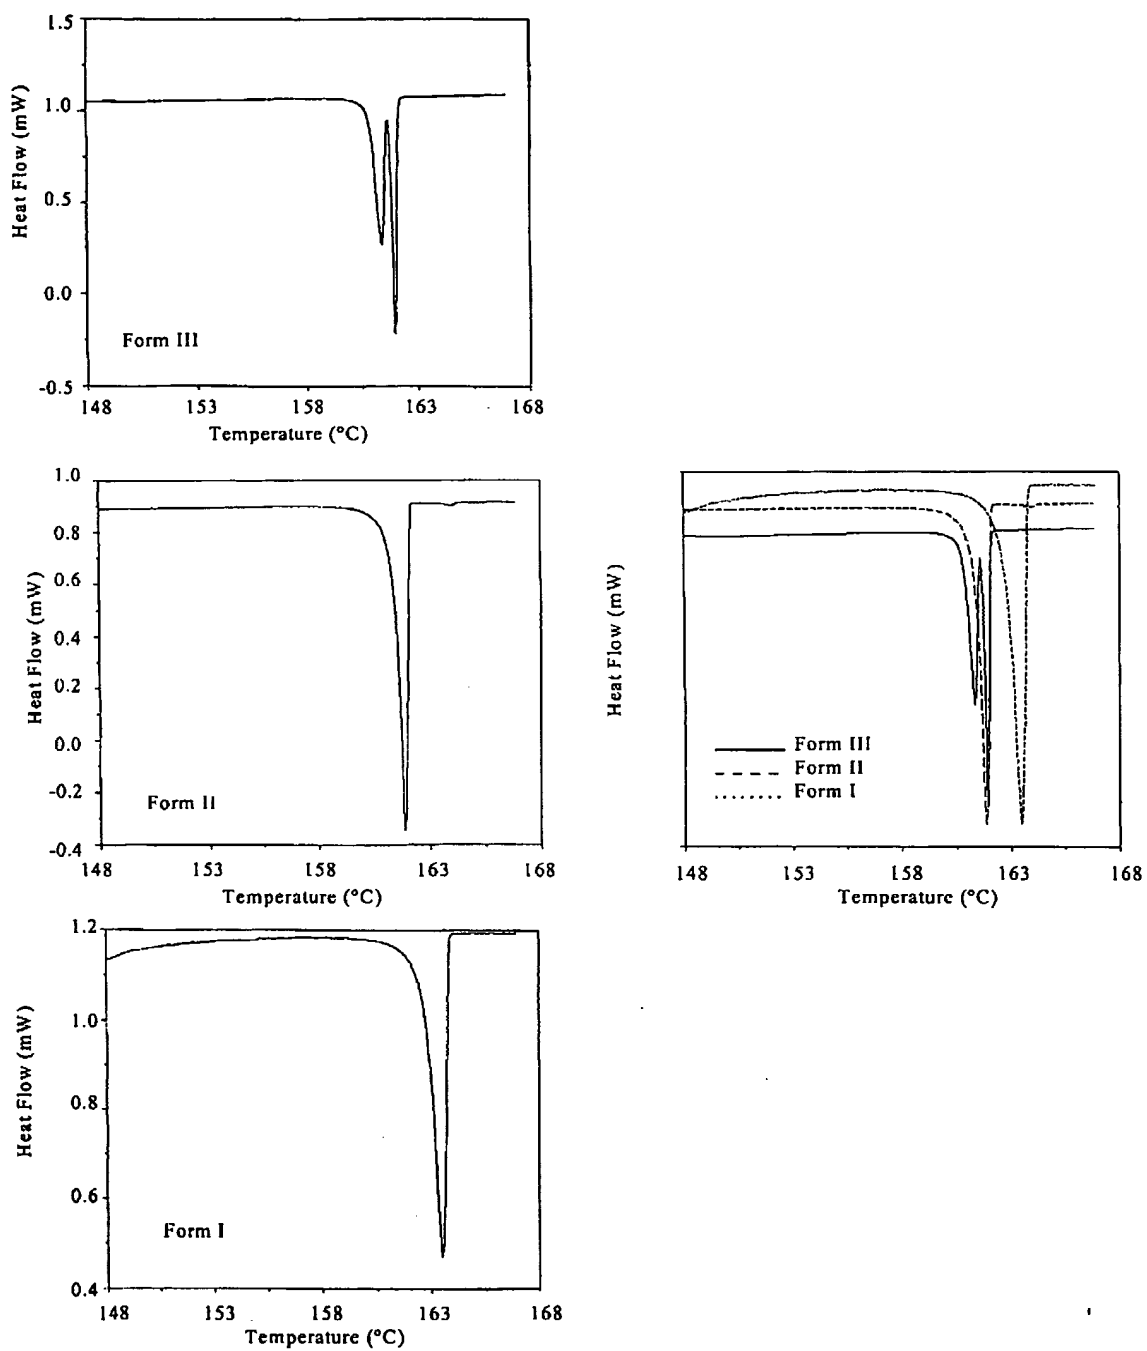 1.5
1.0
0.5
0.0
-0.5
Heat Flow (mW)
Form III
148 153 158 163 168
Temperature (°C)
1.0
0.8
0.6
0.4
0.2
0.0
-0.2
-0.4
Heat Flow (mW)
Form II
148 153 158 163 168
Temperature (°C)
Heat Flow (mW)
Form III
Form II
Form I
148 153 158 163 168
Temperature (°C)
1.2
1.0
0.8
0.6
0.4
Heat Flow (mW)
Form I
148 153 158 163 168
Temperature (°C)